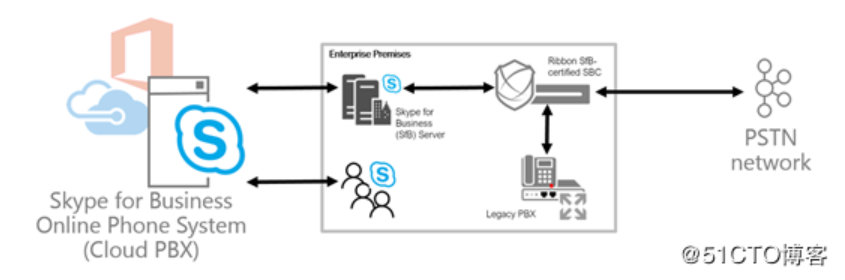 Enterprise Premises
Ribbon SfB-
certified SBC
S
Skype for
Business
(SfB) Server
S
S
PSTN
network
Legacy PBX
Skype for Business
Online Phone System
(Cloud PBX)
@51CTO博客